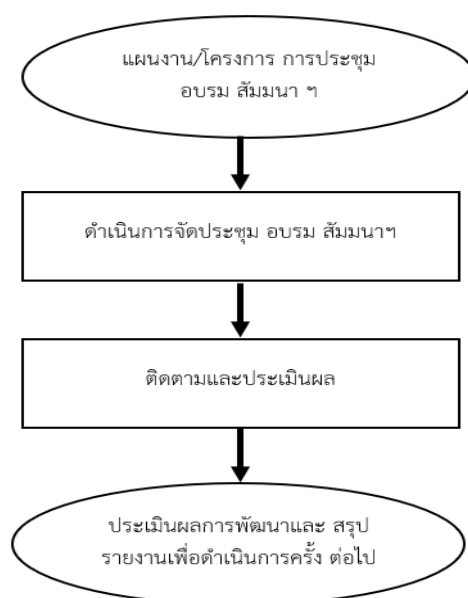 แผนงาน/โครงการ การประชุม
อบรม สัมมนา ฯ
ดำเนินการจัดประชุม อบรม สัมมนาฯ
ติดตามและประเมินผล
ประเมินผลการพัฒนาและ สรุป
รายงานเพื่อดำเนินการครั้ง ต่อไป